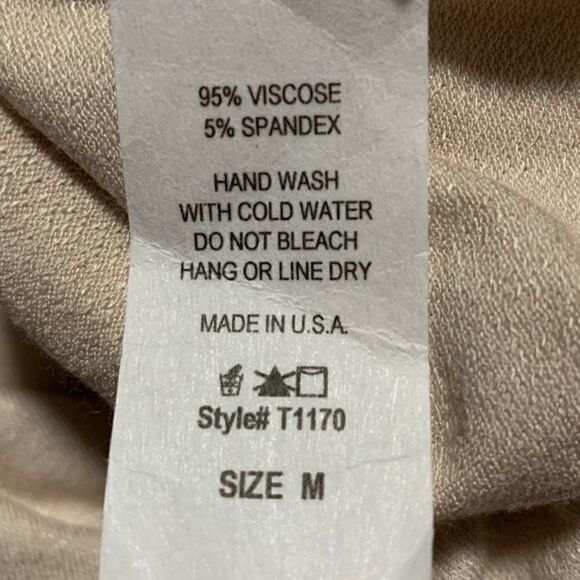 95% VISCOSE
5% SPANDEX
HAND WASH
WITH COLD WATER
DO NOT BLEACH
HANG OR LINE DRY
MADE IN U.S.A.
Style# T1170
SIZE M